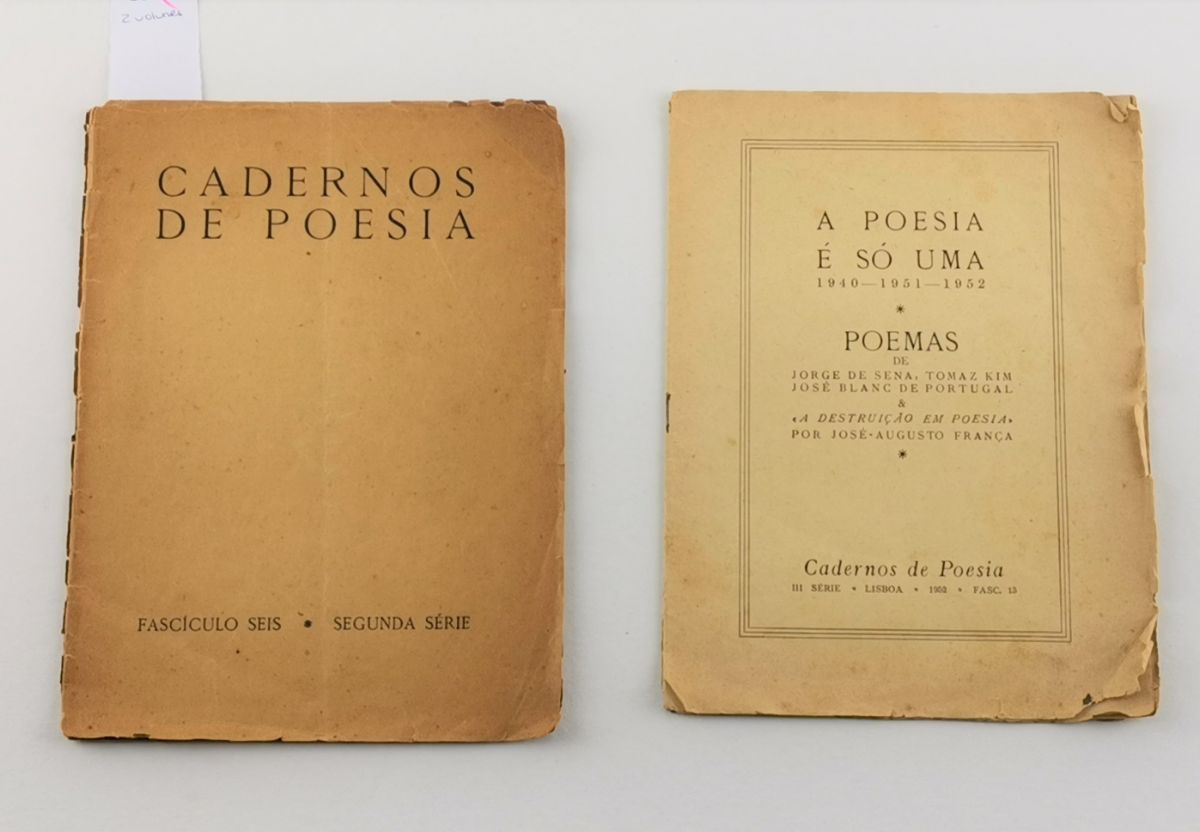 2 volumes
CADERNOS
DE POESIA
FASCÍCULO SEIS * SEGUNDA SÉRIE
A POESIA
É SÓ UMA
1940—1951—1952
*
POEMAS
DE
JORGE DE SENA, TOMAZ KIM
JOSÉ BLANC DE PORTUGAL
&
«A DESTRUIÇÃO EM POESIA»
POR JOSÉ-AUGUSTO FRANÇA
*
Cadernos de Poesia
III SÉRIE * LISBOA * 1952 * FASC. 13